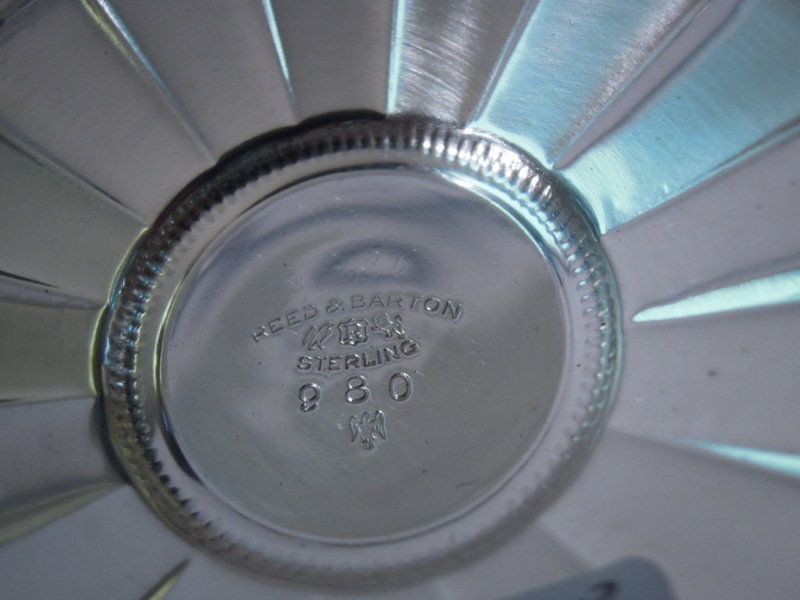 REED & BARTON
R
STERLING
980